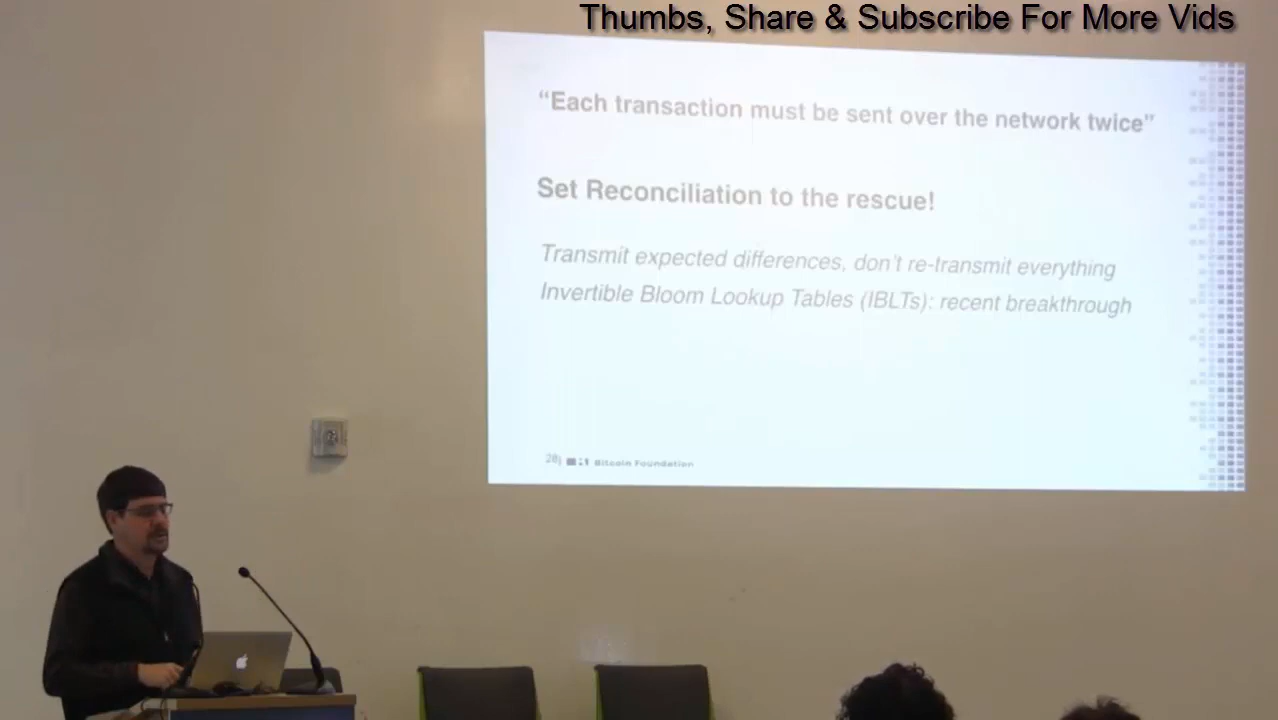 Thumbs, Share & Subscribe For More Vids
“Each transaction must be sent over the network twice”
Set Reconciliation to the rescue!
Transmit expected differences, don't re-transmit everything
Invertible Bloom Lookup Tables (IBLTs): recent breakthrough
28| Bitcoin Foundation